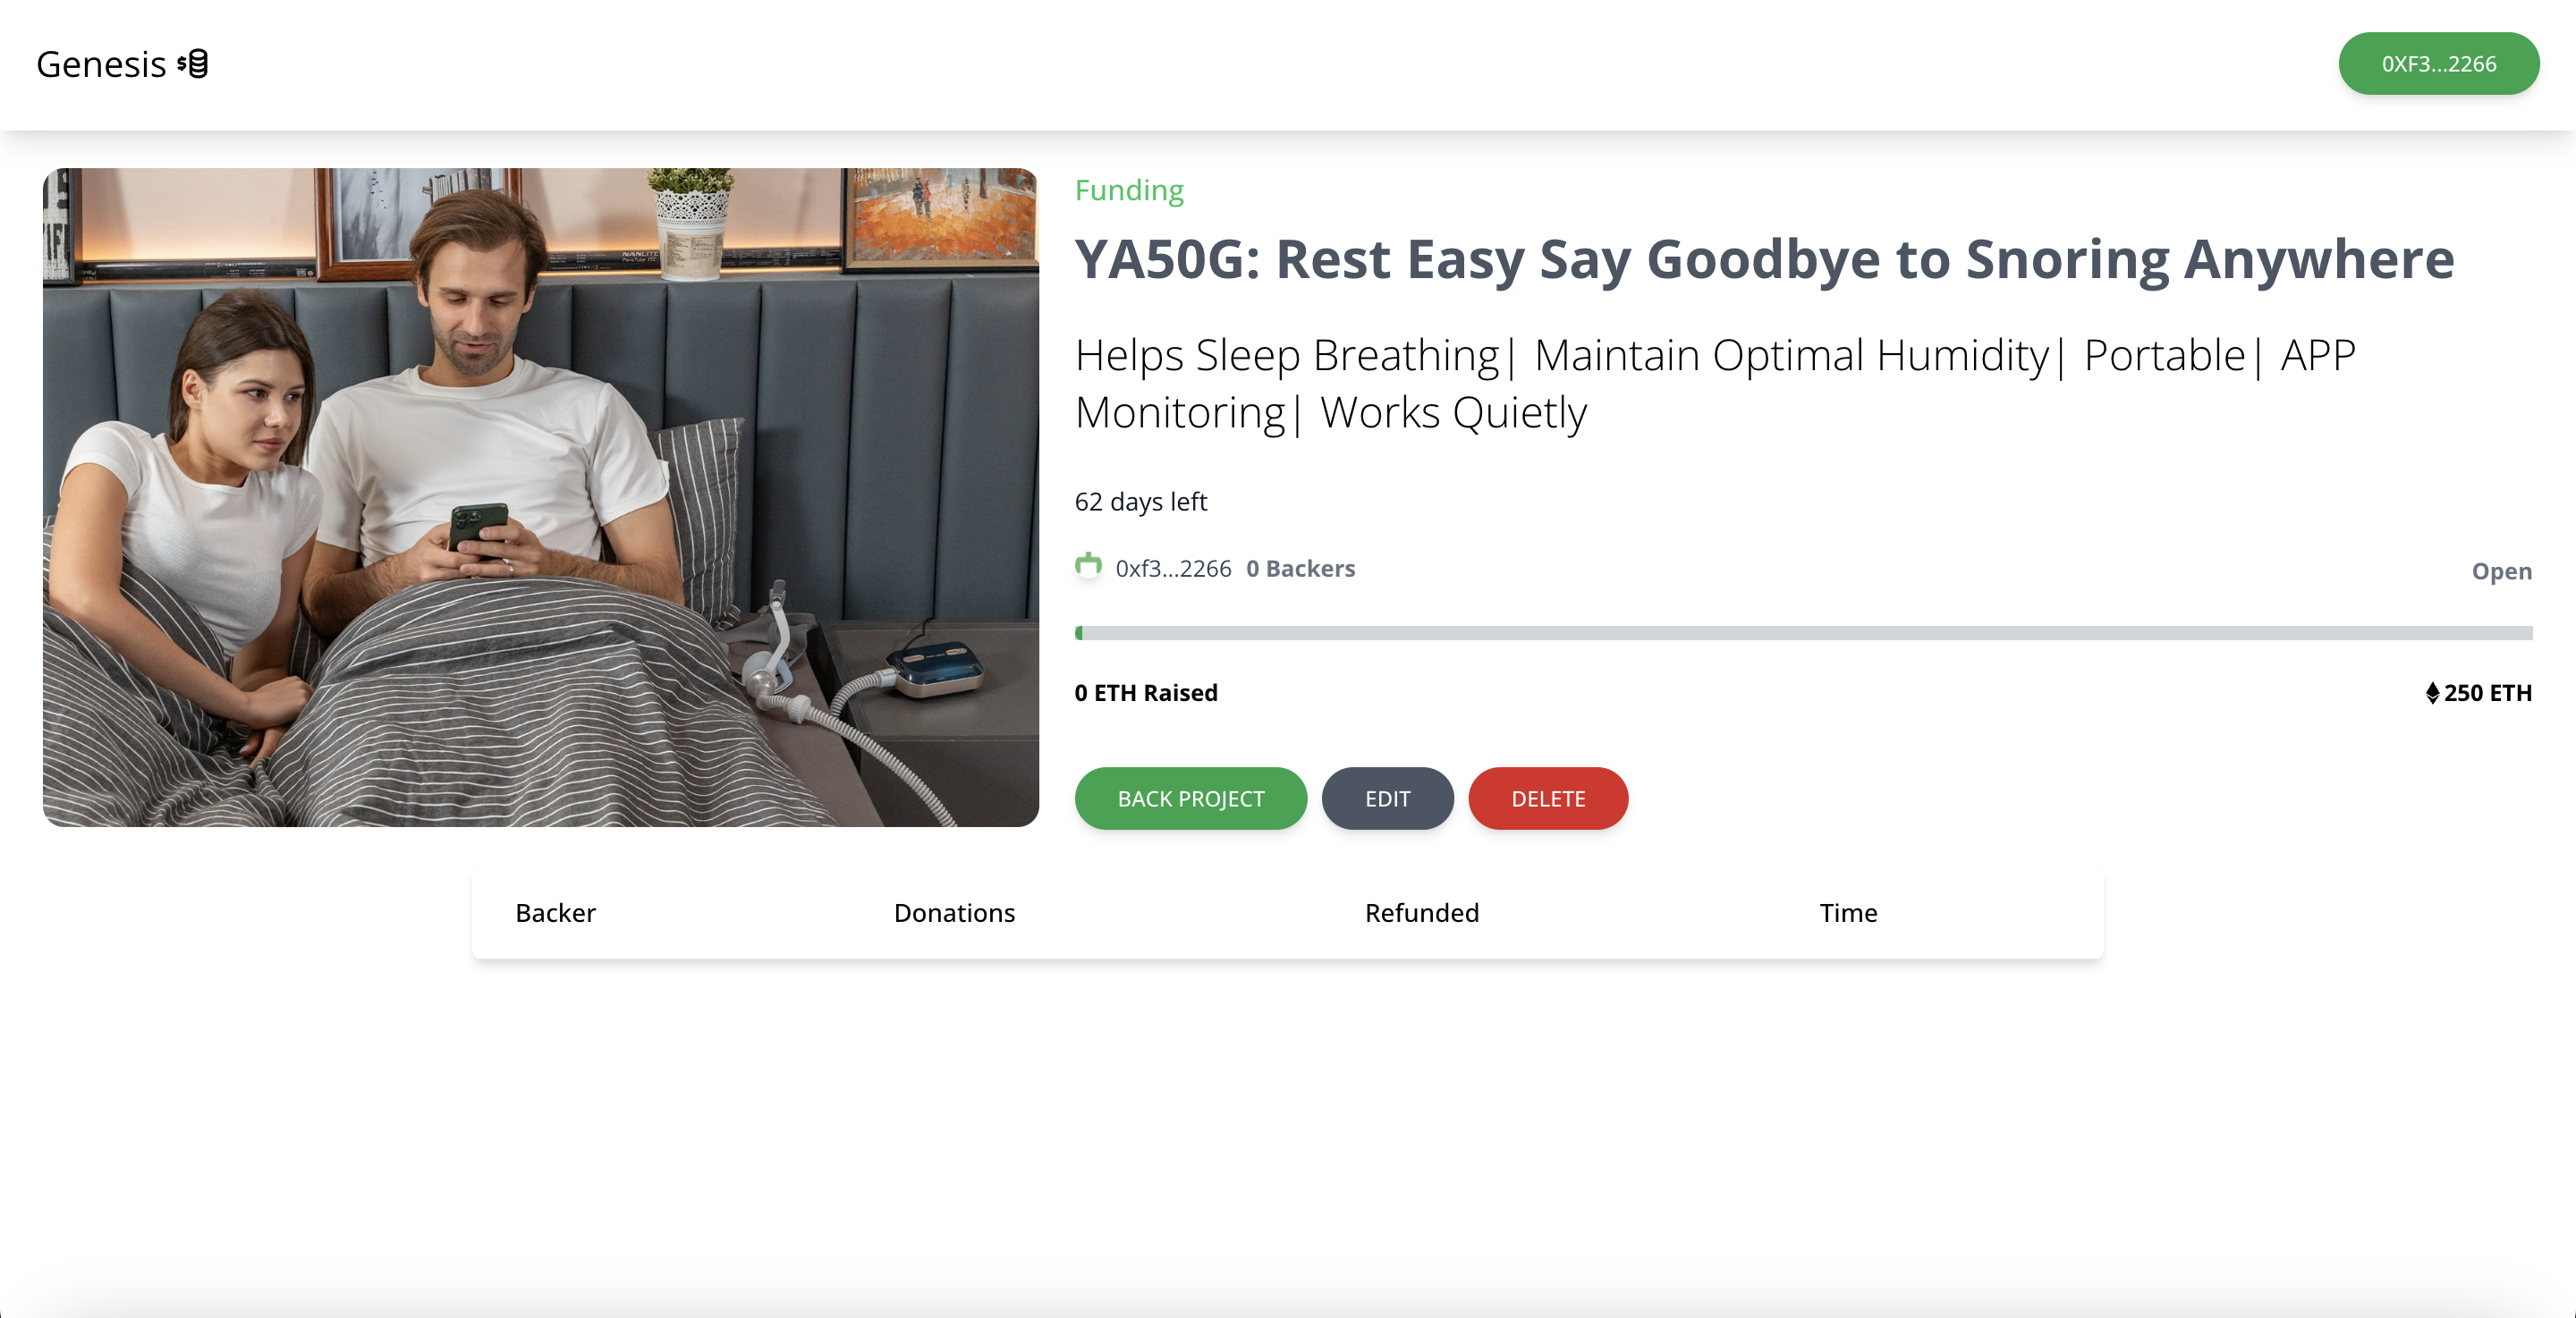 Genesis
0XF3...2266
NANLITE
Funding
YA50G: Rest Easy Say Goodbye to Snoring Anywhere
Helps Sleep Breathing| Maintain Optimal Humidity| Portable| APP
Monitoring| Works Quietly
62 days left
0xf3...2266 0 Backers
Open
0 ETH Raised
250 ETH
BACK PROJECT
EDIT
DELETE
Backer
Donations
Refunded
Time